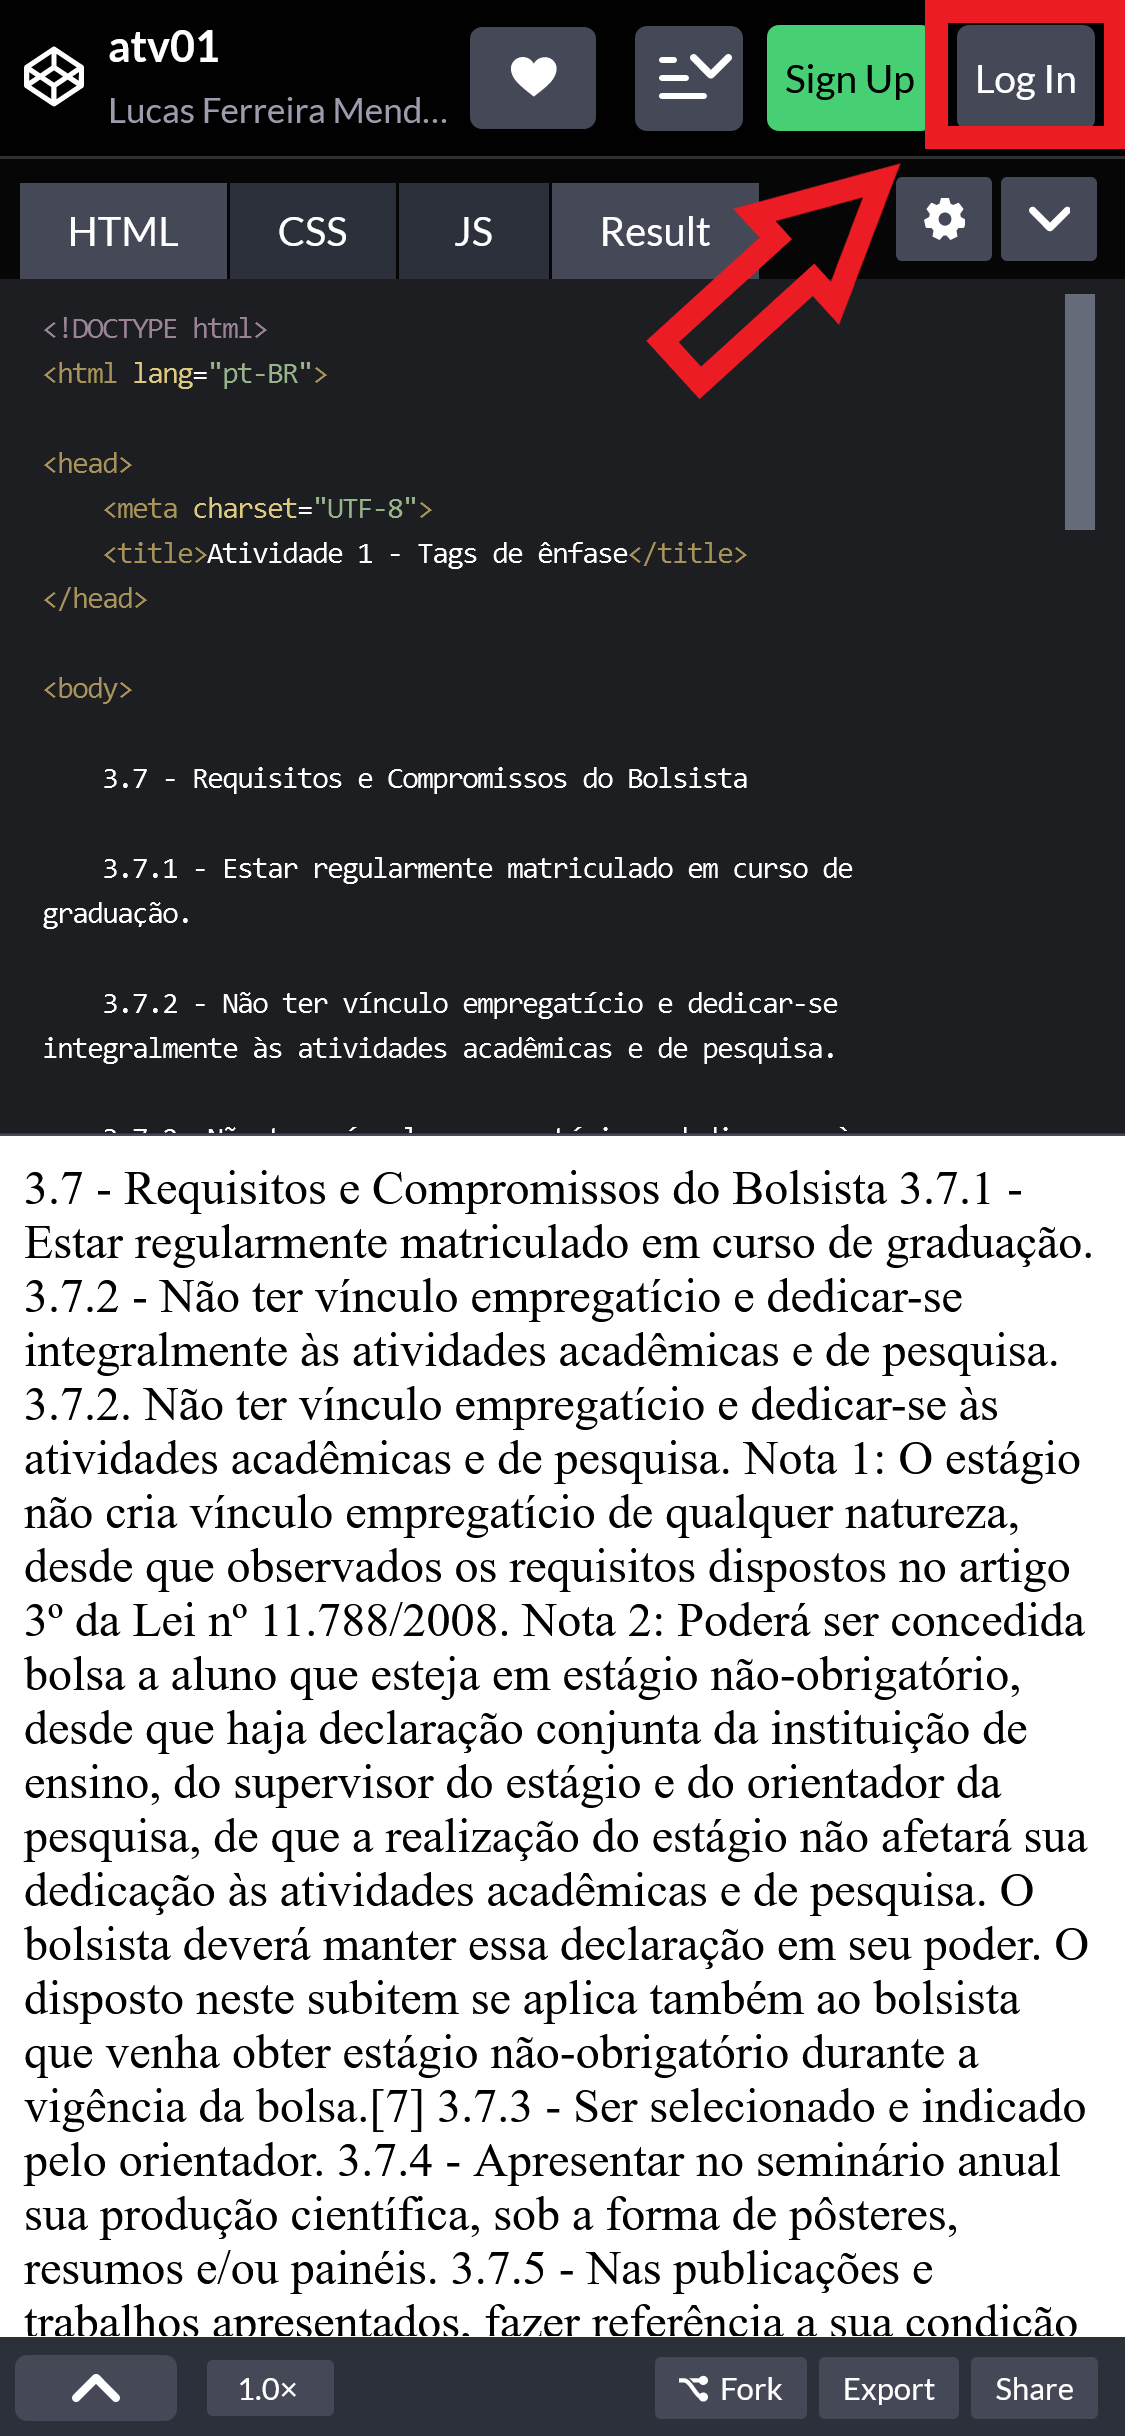 atv01
Lucas Ferreira Mend...
Sign Up
Log In
HTML
CSS
JS
Result
<!DOCTYPE html>
<html lang="pt-BR">
<head>
<meta charset="UTF-8">
<title>Atividade 1 - Tags de ênfase</title>
</head>
<body>
3.7 - Requisitos e Compromissos do Bolsista
3.7.1 - Estar regularmente matriculado em curso de
graduação.
3.7.2 - Não ter vínculo empregatício e dedicar-se
integralmente às atividades acadêmicas e de pesquisa.
3.7 - Requisitos e Compromissos do Bolsista 3.7.1 -
Estar regularmente matriculado em curso de graduação.
3.7.2 - Não ter vínculo empregatício e dedicar-se
integralmente às atividades acadêmicas e de pesquisa.
3.7.2. Não ter vínculo empregatício e dedicar-se às
atividades acadêmicas e de pesquisa. Nota 1: O estágio
não cria vínculo empregatício de qualquer natureza,
desde que observados os requisitos dispostos no artigo
3º da Lei nº 11.788/2008. Nota 2: Poderá ser concedida
bolsa a aluno que esteja em estágio não-obrigatório,
desde que haja declaração conjunta da instituição de
ensino, do supervisor do estágio e do orientador da
pesquisa, de que a realização do estágio não afetará sua
dedicação às atividades acadêmicas e de pesquisa. O
bolsista deverá manter essa declaração em seu poder. O
disposto neste subitem se aplica também ao bolsista
que venha obter estágio não-obrigatório durante a
vigência da bolsa.[7] 3.7.3 - Ser selecionado e indicado
pelo orientador. 3.7.4 - Apresentar no seminário anual
sua produção científica, sob a forma de pôsteres,
resumos e/ou painéis. 3.7.5 - Nas publicações e
trabalhos apresentados, fazer referência a sua condição
1.0×
Fork
Export
Share